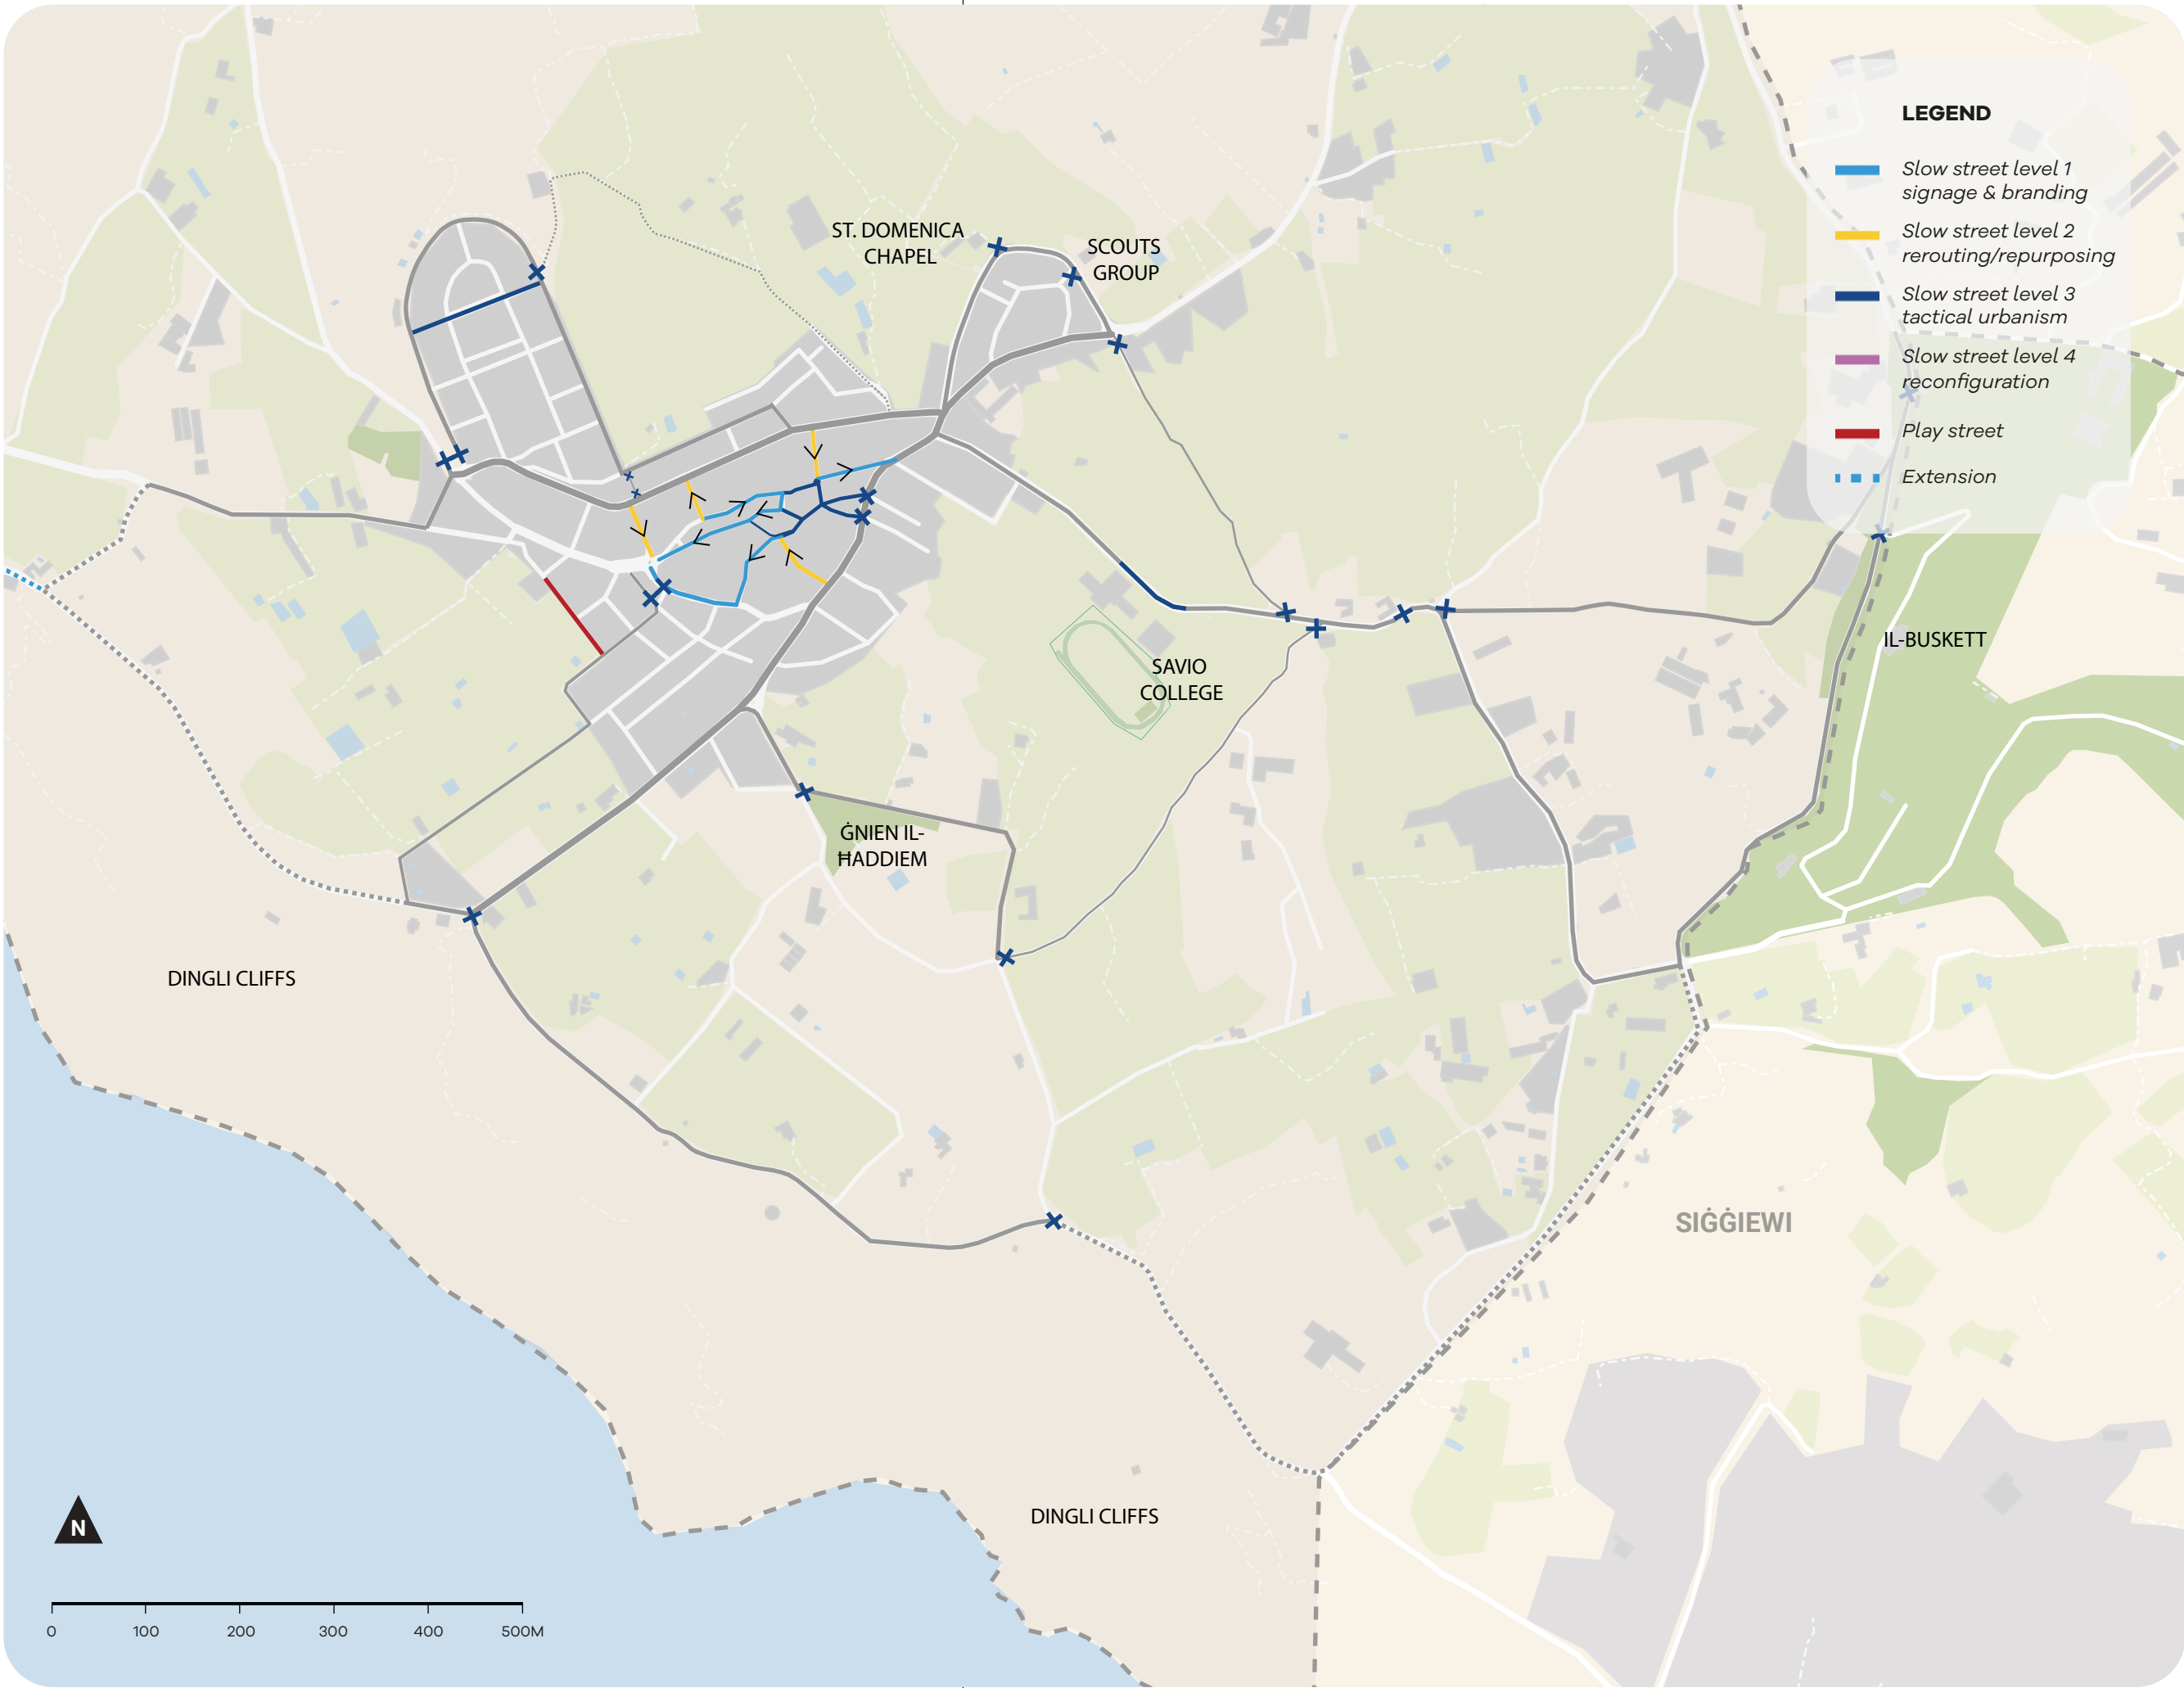 LEGEND
Slow street level 1
signage & branding
Slow street level 2
rerouting/repurposing
Slow street level 3
tactical urbanism
Slow street level 4
reconfiguration
Play street
Extension
ST. DOMENICA
CHAPEL
SCOUTS
GROUP
IL-BUSKETT
SAVIO
COLLEGE
ĠNIEN IL-
ĦADDIEM
DINGLI CLIFFS
SIĠĠIEWI
DINGLI CLIFFS
N
0 100 200 300 400 500M